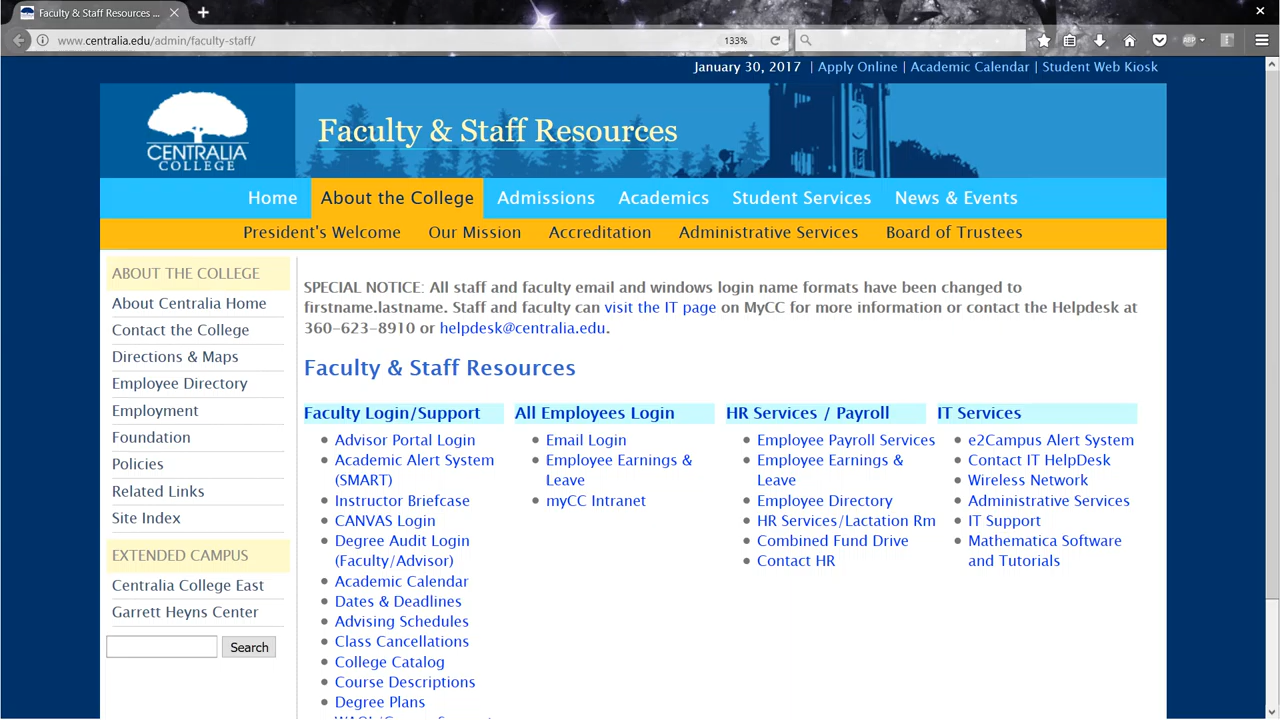 Faculty & Staff Resources ...
www.centralia.edu/admin/faculty-staff/
133%
ABP
January 30, 2017 | Apply Online | Academic Calendar | Student Web Kiosk
CENTRALIA
COLLEGE
Faculty & Staff Resources
Home About the College Admissions Academics Student Services News & Events
President's Welcome Our Mission Accreditation Administrative Services Board of Trustees
ABOUT THE COLLEGE
About Centralia Home
Contact the College
Directions & Maps
Employee Directory
Employment
Foundation
Policies
Related Links
Site Index
EXTENDED CAMPUS
Centralia College East
Garrett Heyns Center
Search
SPECIAL NOTICE: All staff and faculty email and windows login name formats have been changed to
firstname.lastname. Staff and faculty can visit the IT page on MyCC for more information or contact the Helpdesk at
360-623-8910 or helpdesk@centralia.edu.
Faculty & Staff Resources
Faculty Login/Support
Advisor Portal Login
Academic Alert System
(SMART)
Instructor Briefcase
CANVAS Login
Degree Audit Login
(Faculty/Advisor)
Academic Calendar
Dates & Deadlines
Advising Schedules
Class Cancellations
College Catalog
Course Descriptions
Degree Plans
All Employees Login
Email Login
Employee Earnings &
Leave
myCC Intranet
HR Services / Payroll
Employee Payroll Services
Employee Earnings &
Leave
Employee Directory
HR Services/Lactation Rm
Combined Fund Drive
Contact HR
IT Services
e2Campus Alert System
Contact IT HelpDesk
Wireless Network
Administrative Services
IT Support
Mathematica Software
and Tutorials